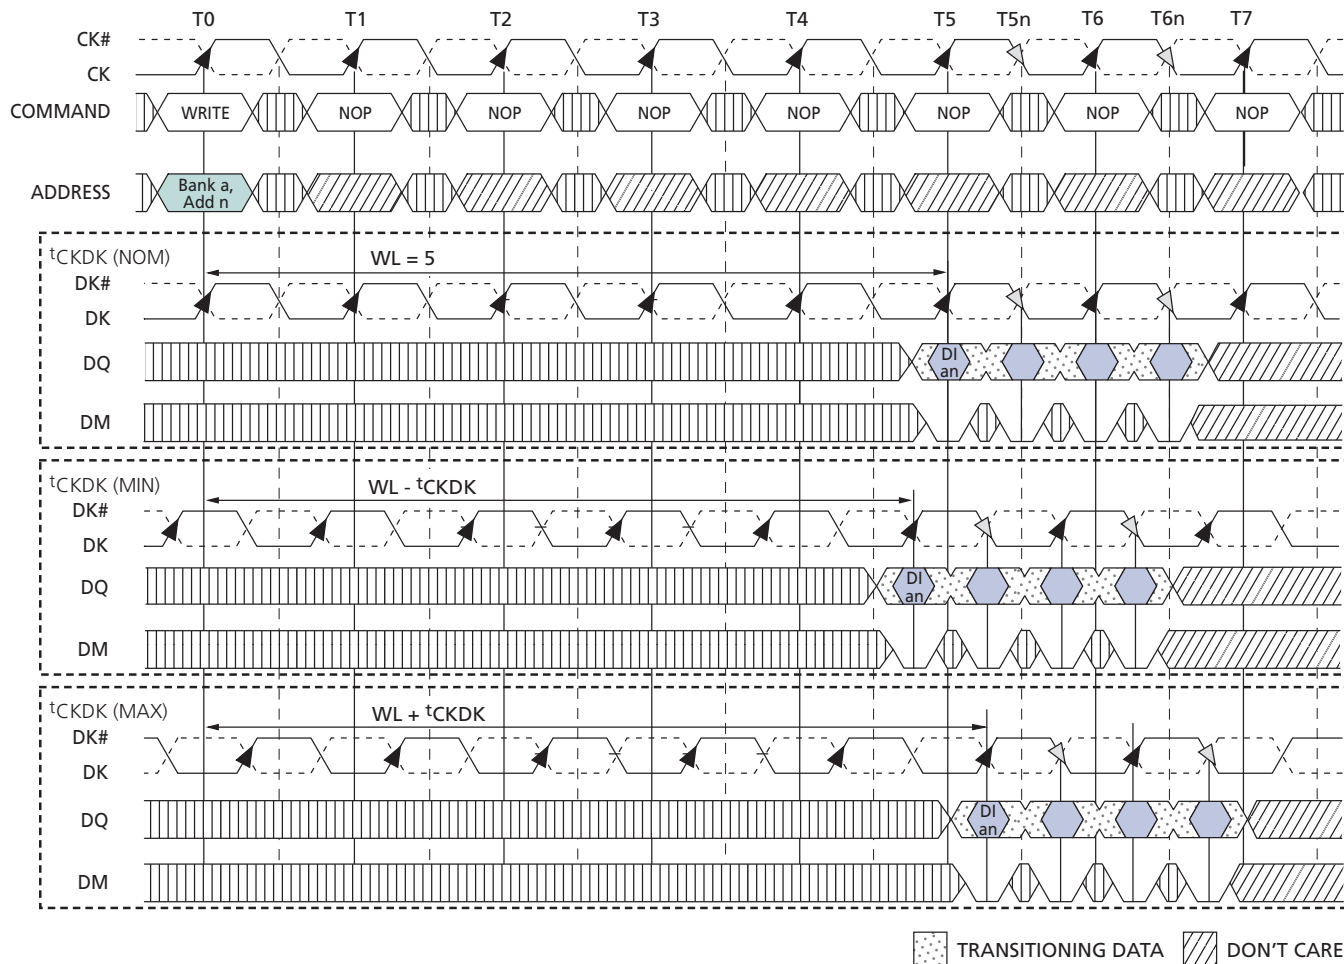 T0 T1 T2 T3 T4 T5 T5n T6 T6n T7
CK#
CK
COMMAND WRITE NOP NOP NOP NOP NOP NOP NOP
ADDRESS Bank a,
Add n
tCKDK (NOM) WL = 5
DK#
DK
DQ DI
an
DM
tCKDK (MIN) WL - tCKDK
DK#
DK
DQ DI
an
DM
tCKDK (MAX) WL + tCKDK
DK#
DK
DQ DI
an
DM
TRANSITIONING DATA DON'T CARE